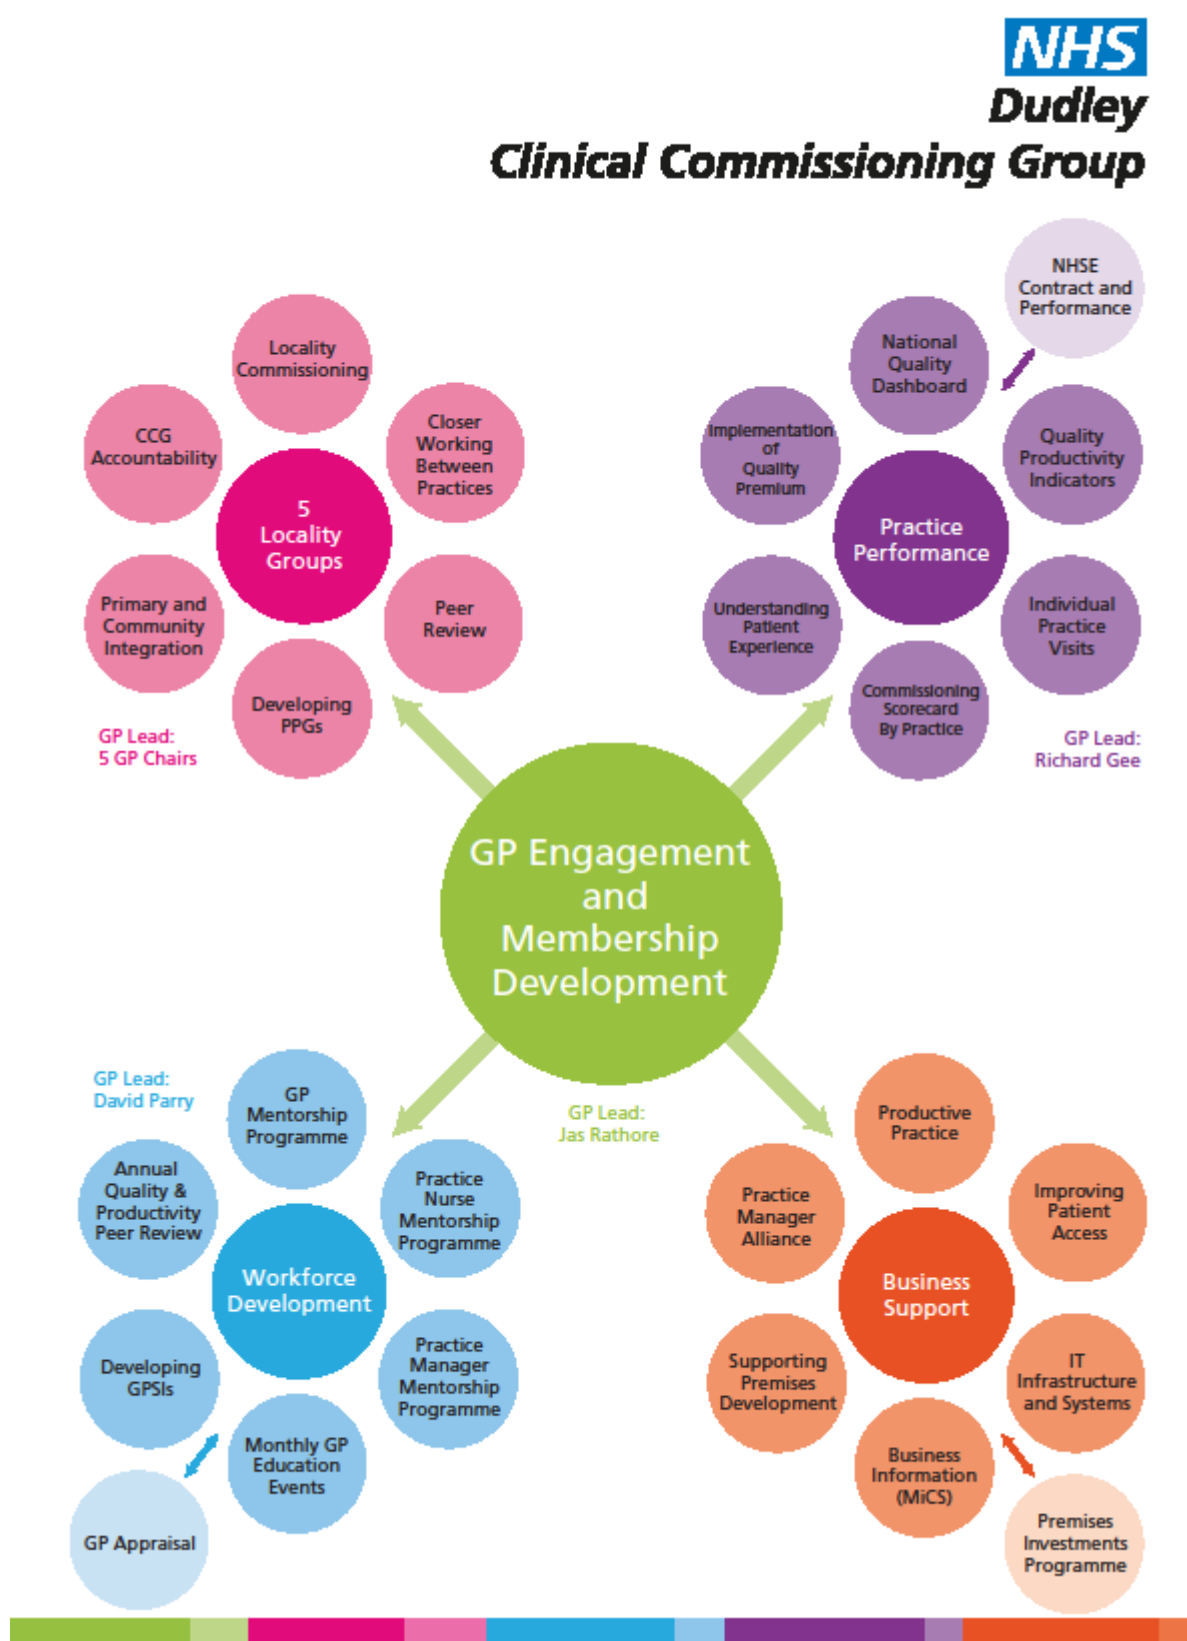 NHS
Dudley
Clinical Commissioning Group
Locality
Commissioning
CCG
Accountability
Closer
Working
Between
Practices
5
Locality
Groups
Primary and
Community
Integration
Peer
Review
Developing
PPGs
GP Lead:
5 GP Chairs
NHSE
Contract and
Performance
National
Quality
Dashboard
Implementation
of
Quality
Premium
Quality
Productivity
Indicators
Practice
Performance
Understanding
Patient
Experience
Individual
Practice
Visits
Commissioning
Scorecard
By Practice
GP Lead:
Richard Gee
GP Engagement
and
Membership
Development
GP Lead:
Jas Rathore
GP Lead:
David Parry
GP
Mentorship
Programme
Annual
Quality &
Productivity
Peer Review
Practice
Nurse
Mentorship
Programme
Workforce
Development
Developing
GPSIs
Practice
Manager
Mentorship
Programme
Monthly GP
Education
Events
GP Appraisal
Productive
Practice
Practice
Manager
Alliance
Improving
Patient
Access
Business
Support
Supporting
Premises
Development
IT
Infrastructure
and Systems
Business
Information
(MiCS)
Premises
Investments
Programme